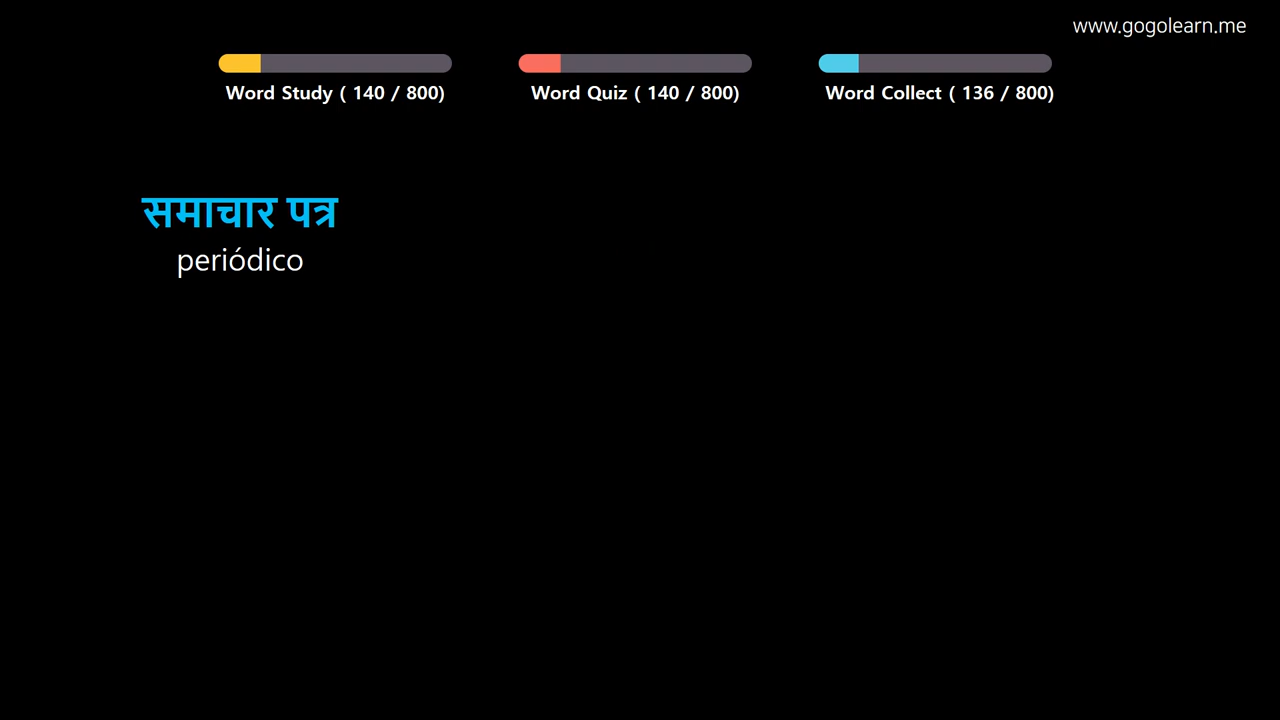 www.gogolearn.me
Word Study ( 140 / 800)
Word Quiz ( 140 / 800)
Word Collect ( 136 / 800)
समाचार पत्र
periódico